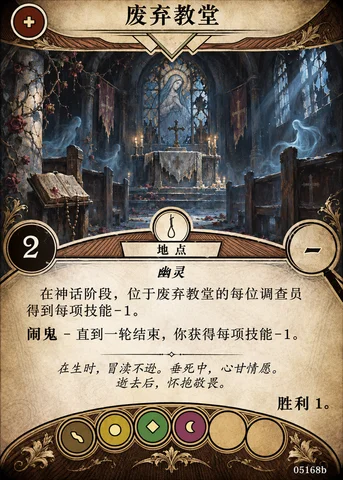 废弃教堂
2
地点
–
幽灵
在神话阶段，位于废弃教堂的每位调查员
得到每项技能-1。
闹鬼 – 直到一轮结束，你获得每项技能-1。
在生时，冒渎不逊。垂死中，心甘情愿。
逝去后，怀抱敬畏。
胜利 1。
05168b